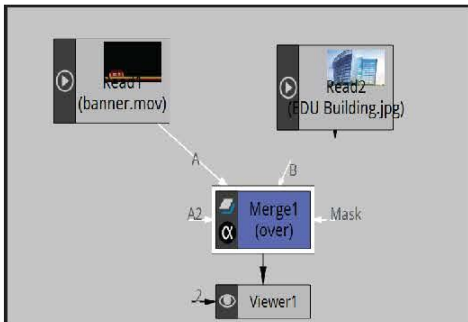 Read1
(banner.mov)
Read2
(EDU Building.jpg)
A
B
A2
Merge1
(over)
Mask
α
2
Viewer1